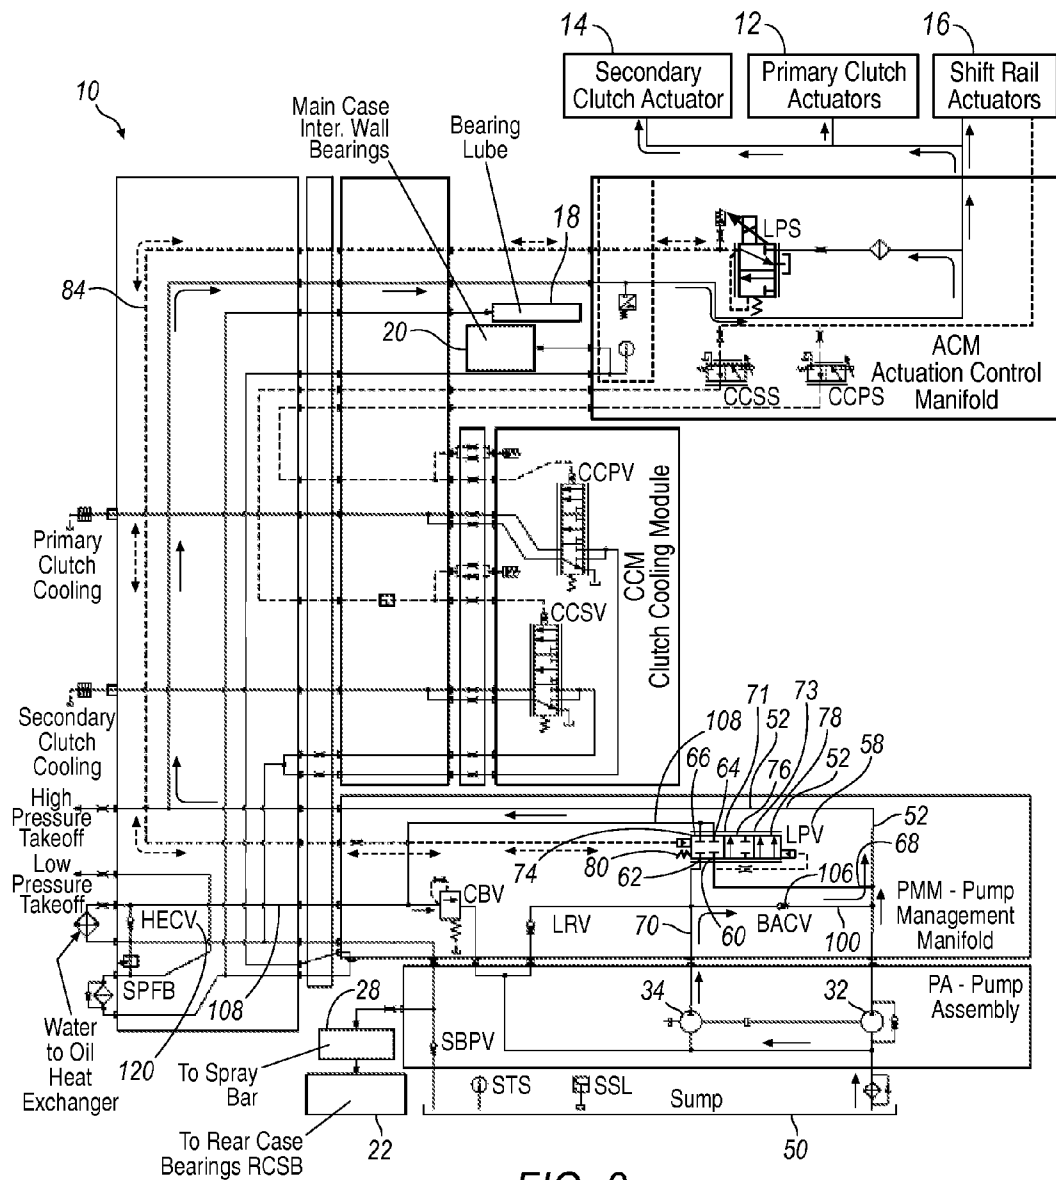 14
12
16
Secondary
Clutch Actuator
Primary Clutch
Actuators
Shift Rail
Actuators
10
Main Case
Inter. Wall
Bearings
Bearing
Lube
18
LPS
84
20
ACM
Actuation Control
Manifold
CCSS
CCPS
CCPV
CCM
Clutch Cooling Module
Primary
Clutch
Cooling
CCSV
Secondary
Clutch
Cooling
108
71
52
73
78
66
64
76
52
58
High
Pressure
Takeoff
LPV
52
74
80
62
68
Low
Pressure
Takeoff
CBV
106
PMM - Pump
Management
Manifold
HECV
LRV
70
60
BACV
100
SPFB
108
28
34
32
PA - Pump
Assembly
Water
to Oil
Heat
Exchanger
120
To Spray
Bar
SBPV
STS
SSL
Sump
To Rear Case
Bearings RCSB
22
50